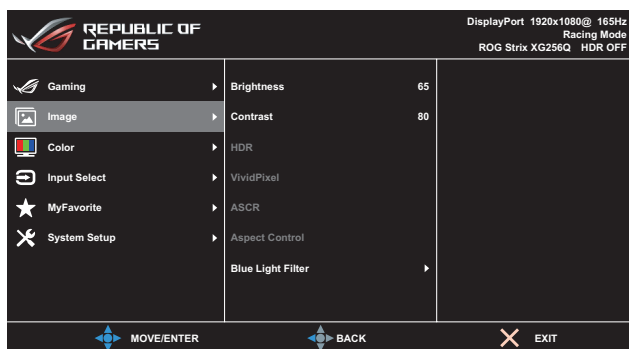 REPUBLIC OF
GAMERS
DisplayPort 1920x1080@ 165Hz
Racing Mode
ROG Strix XG256Q HDR OFF
Gaming
Image
Color
Input Select
MyFavorite
System Setup
Brightness 65
Contrast 80
HDR
VividPixel
ASCR
Aspect Control
Blue Light Filter
MOVE/ENTER
BACK
EXIT